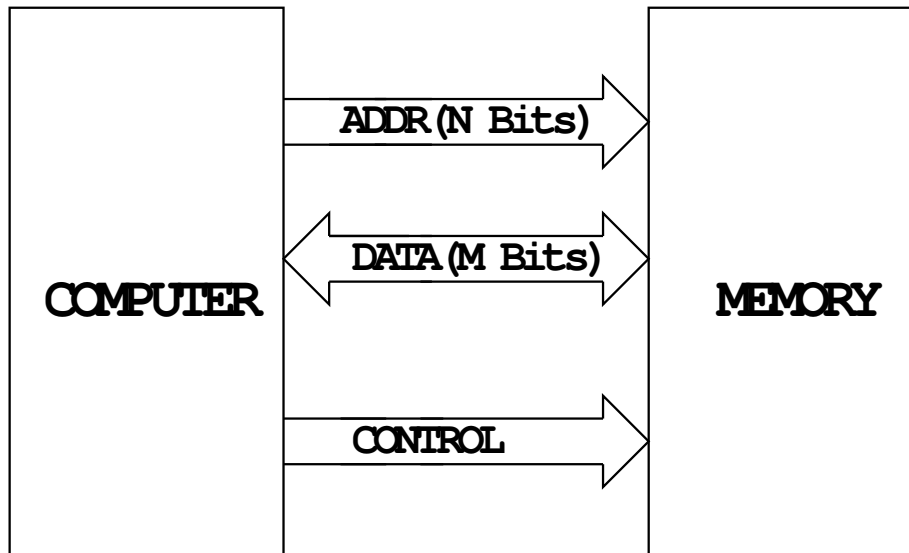 ADDR(N Bits)
DATA(M Bits)
COMPUTER
MEMORY
CONTROL